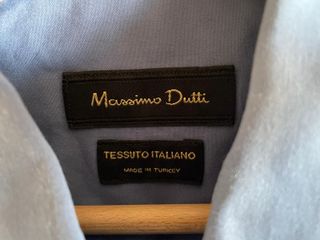 Massimo Dutti
TESSUTO ITALIANO
MADE IN TURKEY